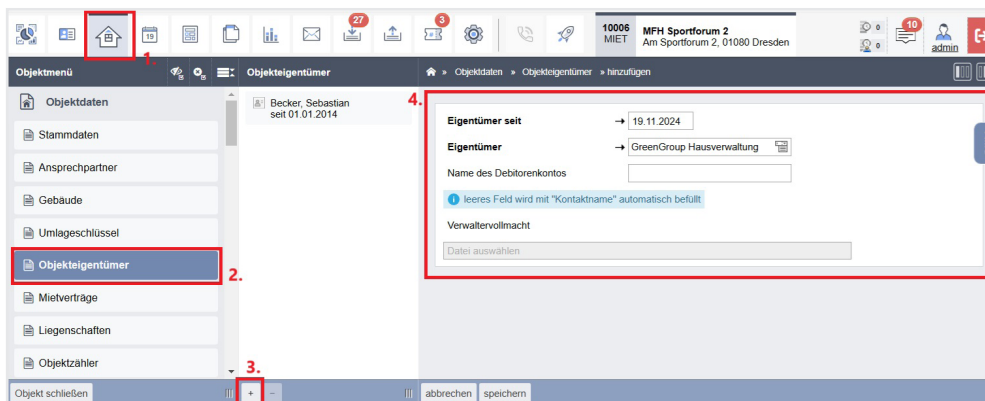 19
27
3
10006
MIET
MFH Sportforum 2
Am Sportforum 2, 01080 Dresden
0
0
10
admin
1.
Objektmenü
Objekteigentümer
» Objektdaten » Objekteigentümer » hinzufügen
Objektdaten
Stammdaten
Ansprechpartner
Gebäude
Umlageschlüssel
Objekteigentümer
2.
Mietverträge
Liegenschaften
Objektzähler
Becker, Sebastian
seit 01.01.2014
4.
Eigentümer seit
→ 19.11.2024
Eigentümer
→ GreenGroup Hausverwaltung
Name des Debitorenkontos
i leeres Feld wird mit "Kontaktname" automatisch befüllt
Verwaltervollmacht
Datei auswählen
3.
Objekt schließen
+ -
abbrechen speichern